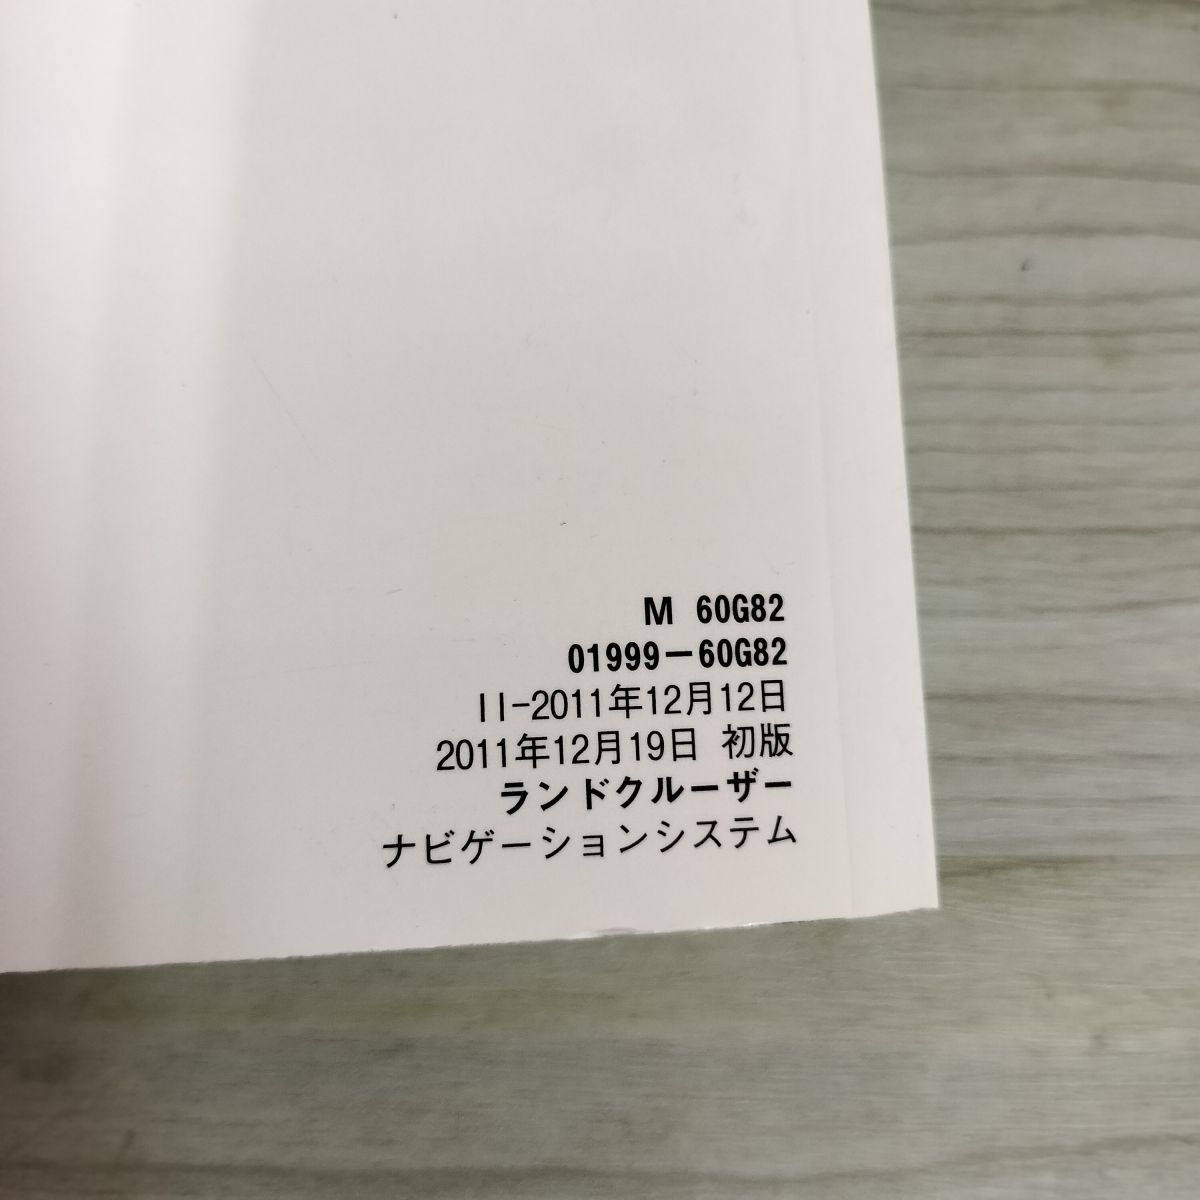 M 60G82
01999-60G82
II-2011年12月12日
2011年12月19日 初版
ランドクルーザー
ナビゲーションシステム